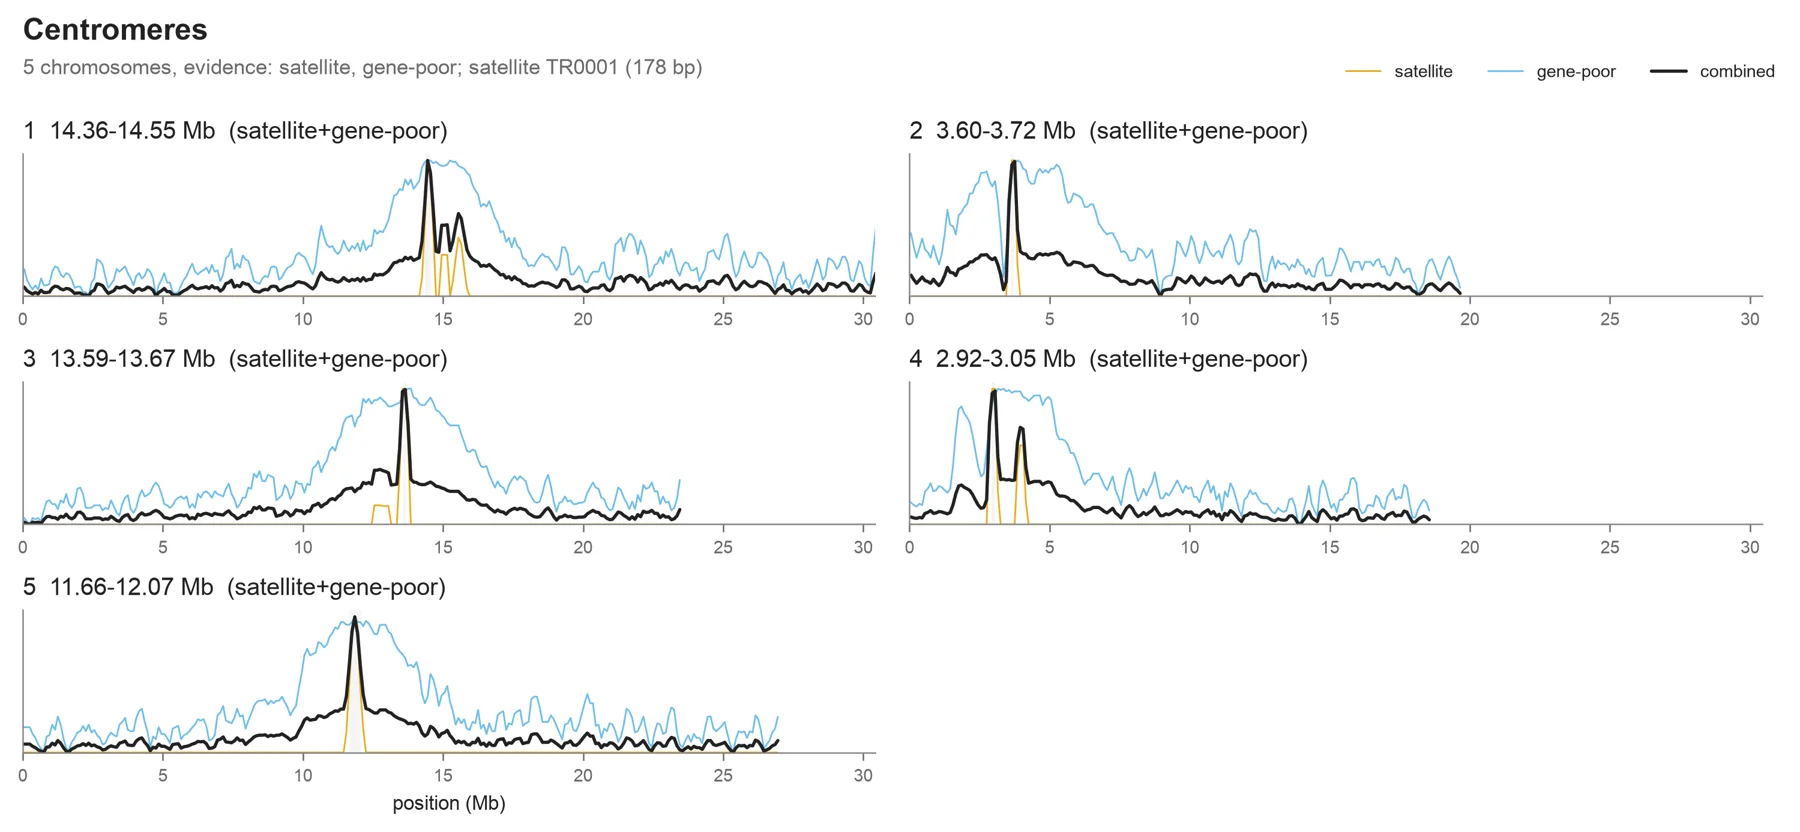 Centromeres
5 chromosomes, evidence: satellite, gene-poor; satellite TR0001 (178 bp)
satellite gene-poor combined
1 14.36-14.55 Mb (satellite+gene-poor)
0 5 10 15 20 25 30
2 3.60-3.72 Mb (satellite+gene-poor)
0 5 10 15 20 25 30
3 13.59-13.67 Mb (satellite+gene-poor)
0 5 10 15 20 25 30
4 2.92-3.05 Mb (satellite+gene-poor)
0 5 10 15 20 25 30
5 11.66-12.07 Mb (satellite+gene-poor)
0 5 10 15 20 25 30
position (Mb)